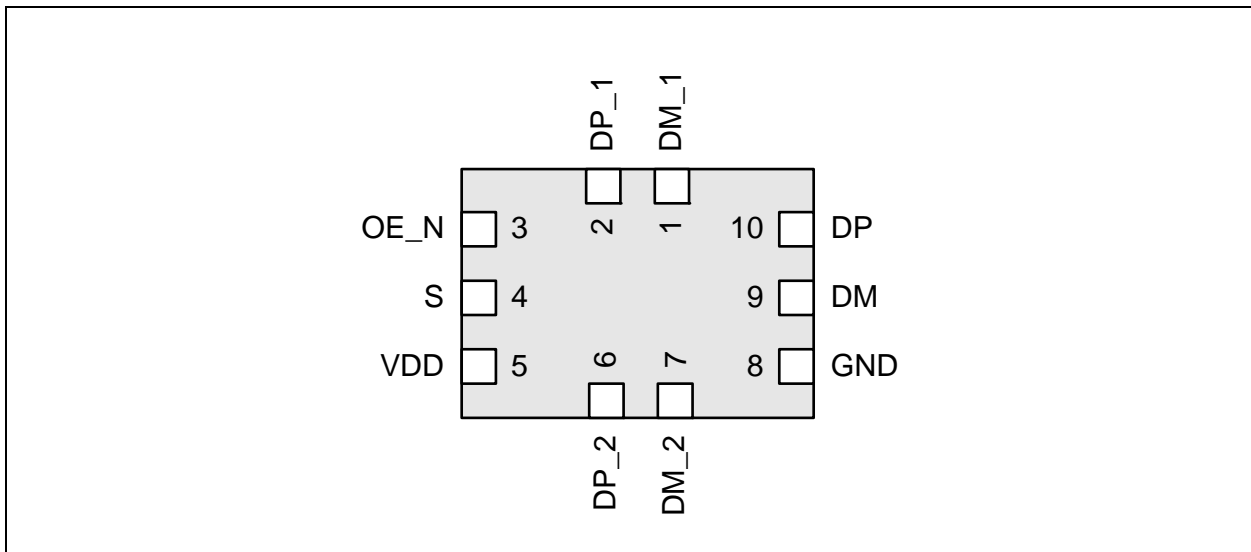 DP_1
DM_1
OE_N 3 2 1 10 DP
S 4 9 DM
VDD 5 6 7 8 GND
DP_2
DM_2